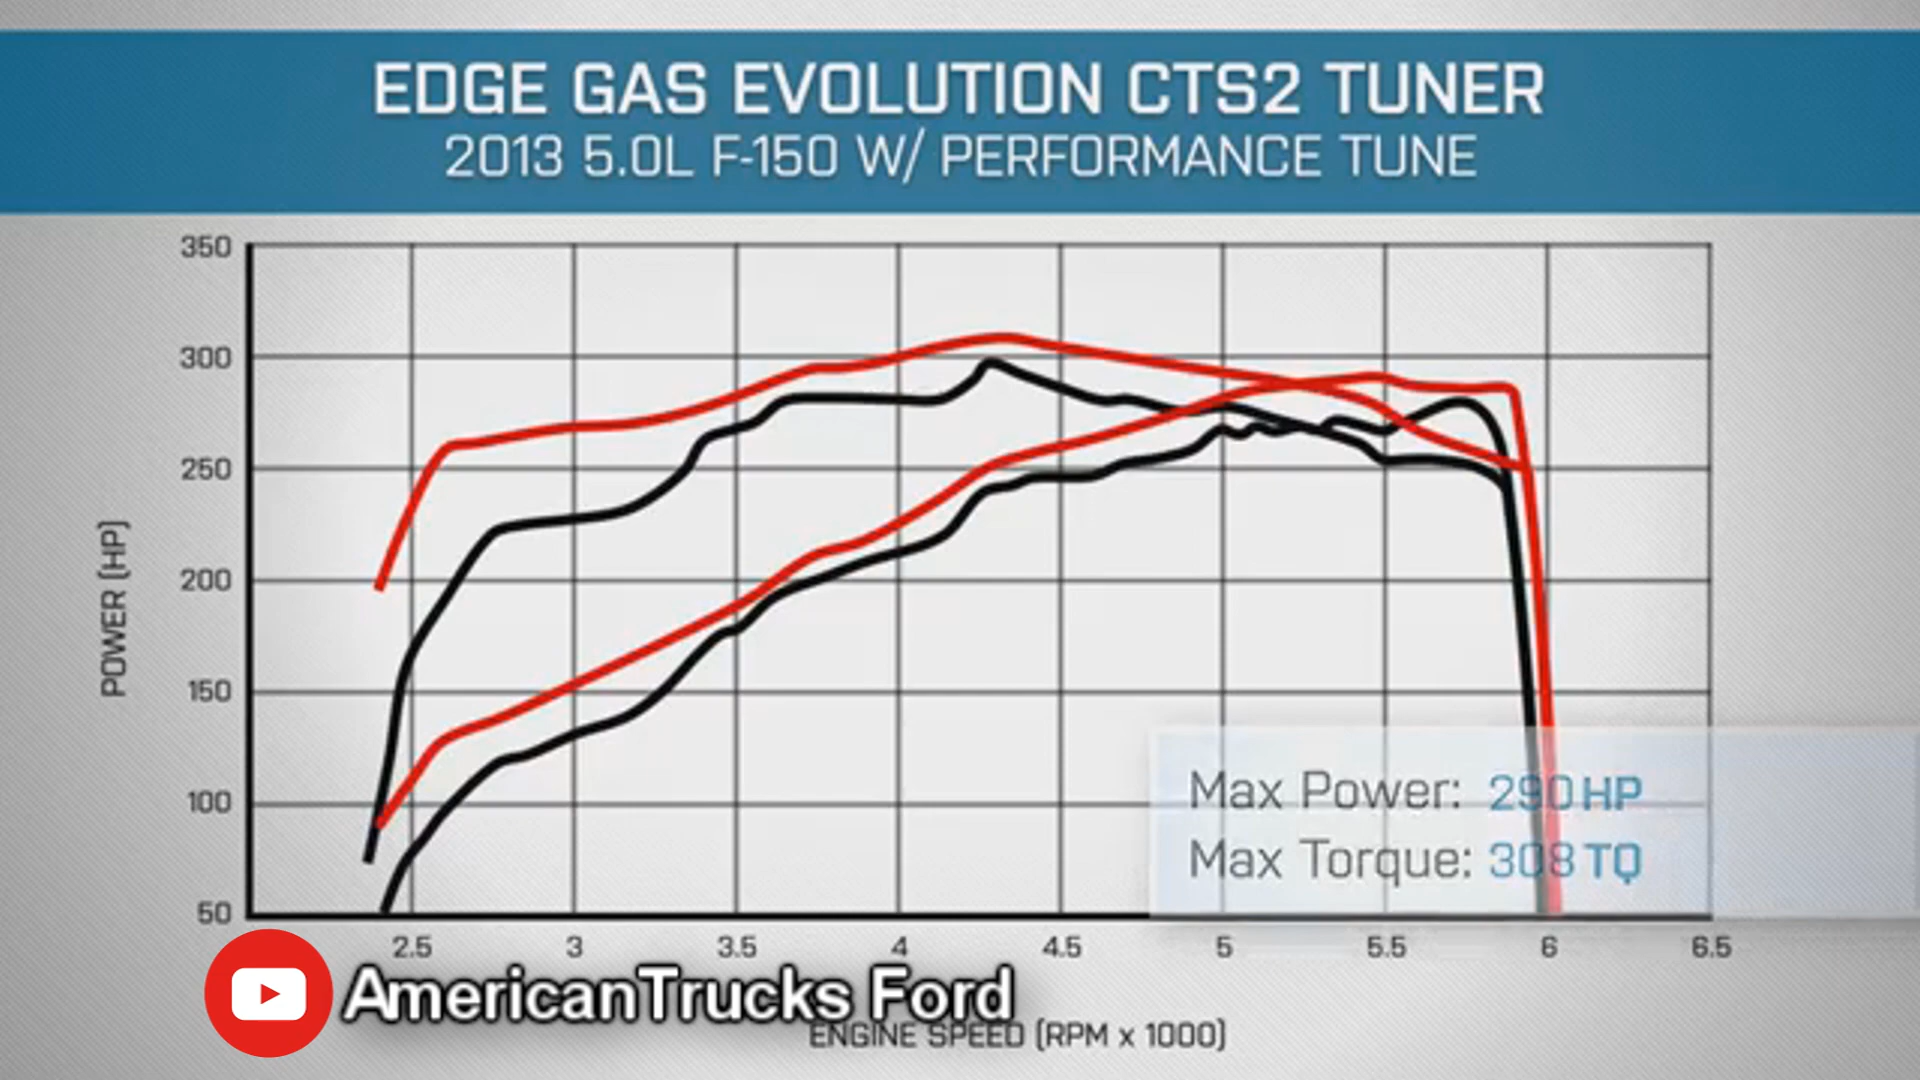 EDGE GAS EVOLUTION CTS2 TUNER
2013 5.0L F-150 W/ PERFORMANCE TUNE
350
300
250
200
150
100
50
POWER (HP)
Max Power: 290 HP
Max Torque: 308 TQ
2.5 3 3.5 4 4.5 5 5.5 6 6.5
AmericanTrucks Ford
ENGINE SPEED (RPM x 1000)